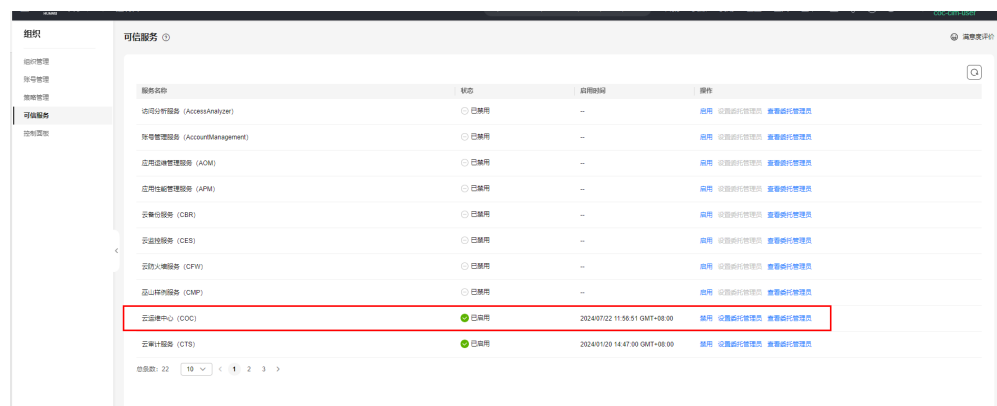 coc-cim-user
组织
可信服务
满意度评价
组织管理
账号管理
策略管理
可信服务
控制面板
服务名称 状态 启用时间 操作
访问分析服务 (AccessAnalyzer) 已禁用 -- 启用 设置委托管理员 查看委托管理员
账号管理服务 (AccountManagement) 已禁用 -- 启用 设置委托管理员 查看委托管理员
应用运维管理服务 (AOM) 已禁用 -- 启用 设置委托管理员 查看委托管理员
应用性能管理服务 (APM) 已禁用 -- 启用 设置委托管理员 查看委托管理员
云备份服务 (CBR) 已禁用 -- 启用 设置委托管理员 查看委托管理员
云监控服务 (CES) 已禁用 -- 启用 设置委托管理员 查看委托管理员
云防火墙服务 (CFW) 已禁用 -- 启用 设置委托管理员 查看委托管理员
巫山样例服务 (CMP) 已禁用 -- 启用 设置委托管理员 查看委托管理员
云运维中心 (COC) 已启用 2024/07/22 11:56:51 GMT+08:00 禁用 设置委托管理员 查看委托管理员
云审计服务 (CTS) 已启用 2024/01/20 14:47:00 GMT+08:00 禁用 设置委托管理员 查看委托管理员
总条数: 22 10 1 2 3